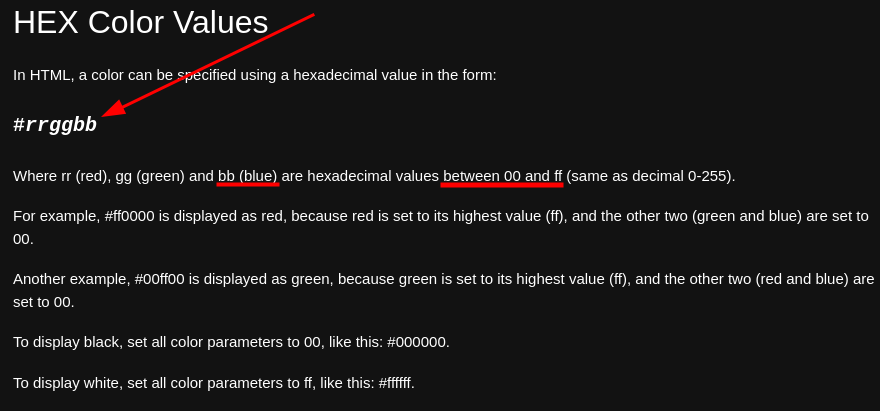 HEX Color Values
In HTML, a color can be specified using a hexadecimal value in the form:
#rrggbb
Where rr (red), gg (green) and bb (blue) are hexadecimal values between 00 and ff (same as decimal 0-255).
For example, #ff0000 is displayed as red, because red is set to its highest value (ff), and the other two (green and blue) are set to
00.
Another example, #00ff00 is displayed as green, because green is set to its highest value (ff), and the other two (red and blue) are
set to 00.
To display black, set all color parameters to 00, like this: #000000.
To display white, set all color parameters to ff, like this: #ffffff.